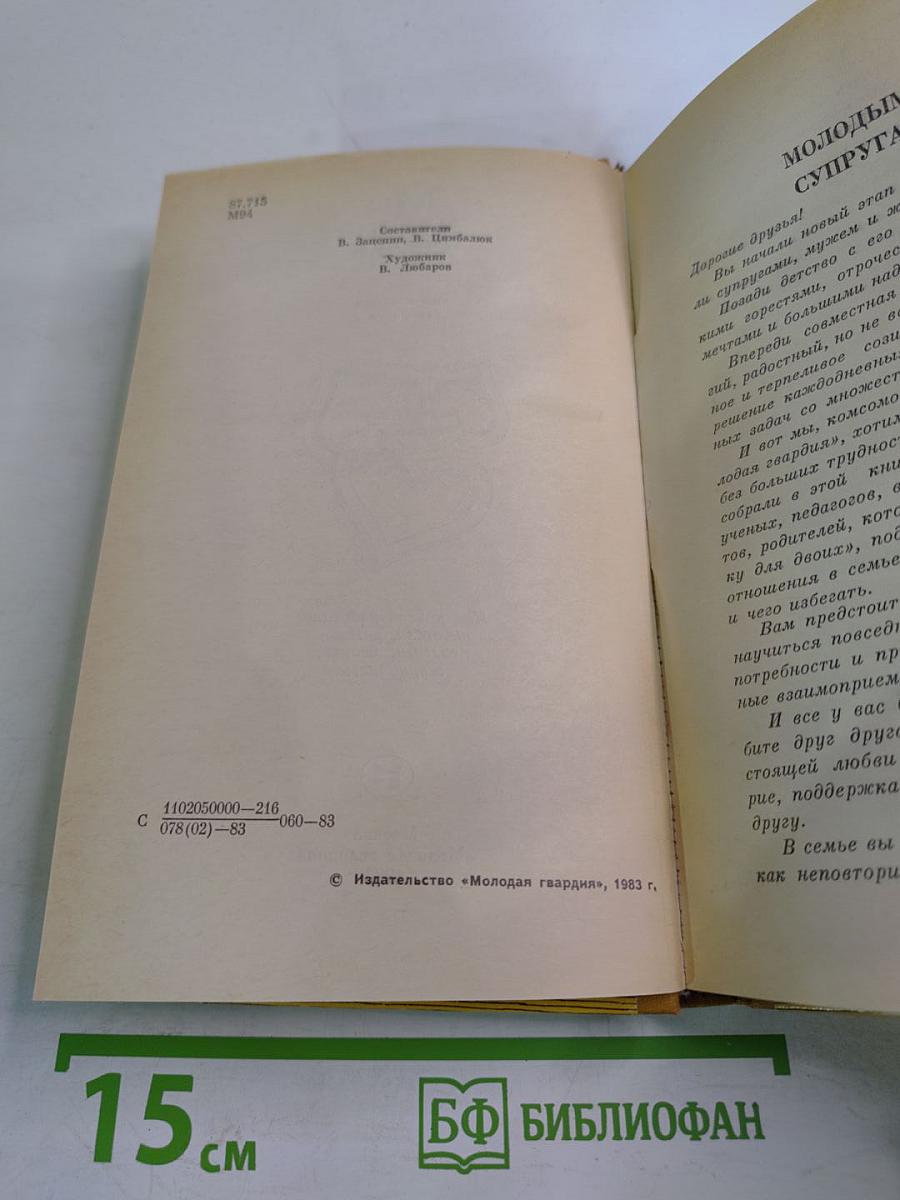 87.715
М94
Составители
В. Зацепин, В. Цимбалюк
Художник
В. Любаров
С 1102050000—216
078(02)—83 060—83
© Издательство «Молодая гвардия», 1983 г.
МОЛОДЫМ
СУПРУГА
Дорогие друзья!
Вы начали новый этап
ли супругами, мужем и ж
Позади детство с его
кими горестями, отрочес
мечтами и большими над
Впереди совместная
гий, радостный, но не вс
ное и терпеливое сози
решение каждодневны
ных задач со множест
И вот мы, комсомо
лодая гвардия», хотим
без больших труднос
собрали в этой кни
ученых, педагогов, в
тов, родителей, кото
ку для двоих», под
отношения в семье
и чего избегать.
Вам предстоит
научиться повседн
потребности и пр
ные взаимоприем
И все у вас
бите друг друг
стоящей любви
рие, поддержка
другу.
В семье вы
как неповтори
15 см
БФ БИБЛИОФАН